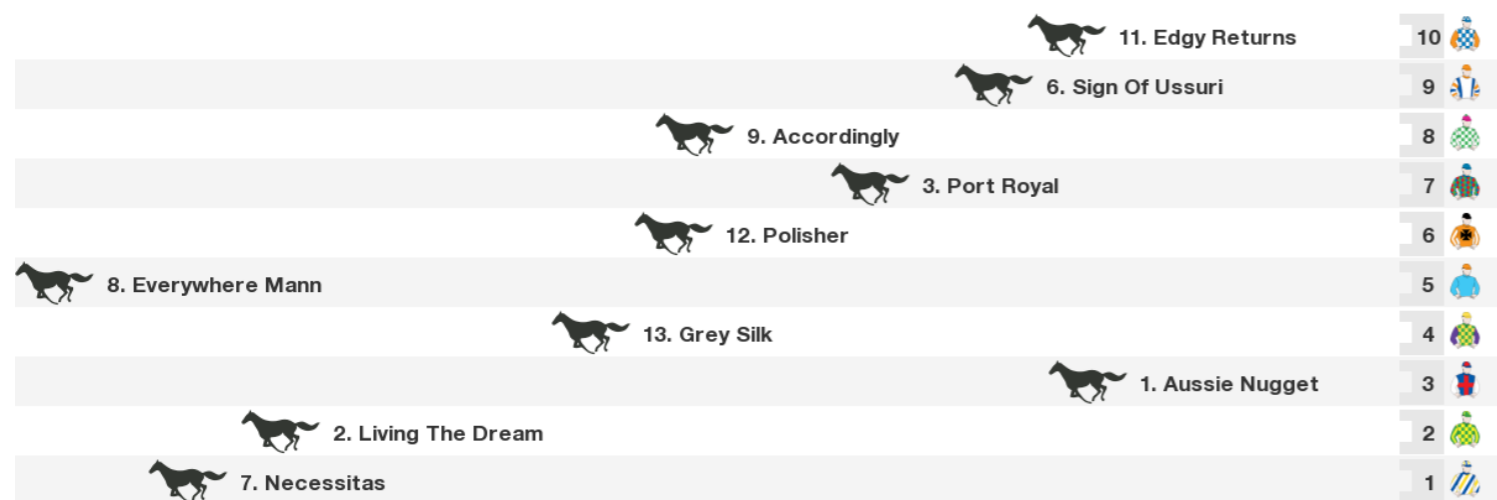 11. Edgy Returns 10
6. Sign Of Ussuri 9
9. Accordingly 8
3. Port Royal 7
12. Polisher 6
8. Everywhere Mann 5
13. Grey Silk 4
1. Aussie Nugget 3
2. Living The Dream 2
7. Necessitas 1